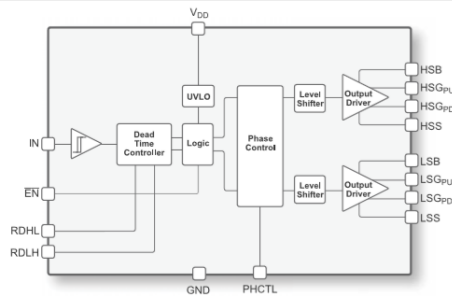 VDD
HSB
HSGPU
HSGPD
HSS
UVLO
Level
Shifter
Output
Driver
IN
Dead
Time
Controller
Logic
Phase
Control
EN
LSB
LSGPU
LSGPD
LSS
Level
Shifter
Output
Driver
RDHL
RDLH
GND
PHCTL